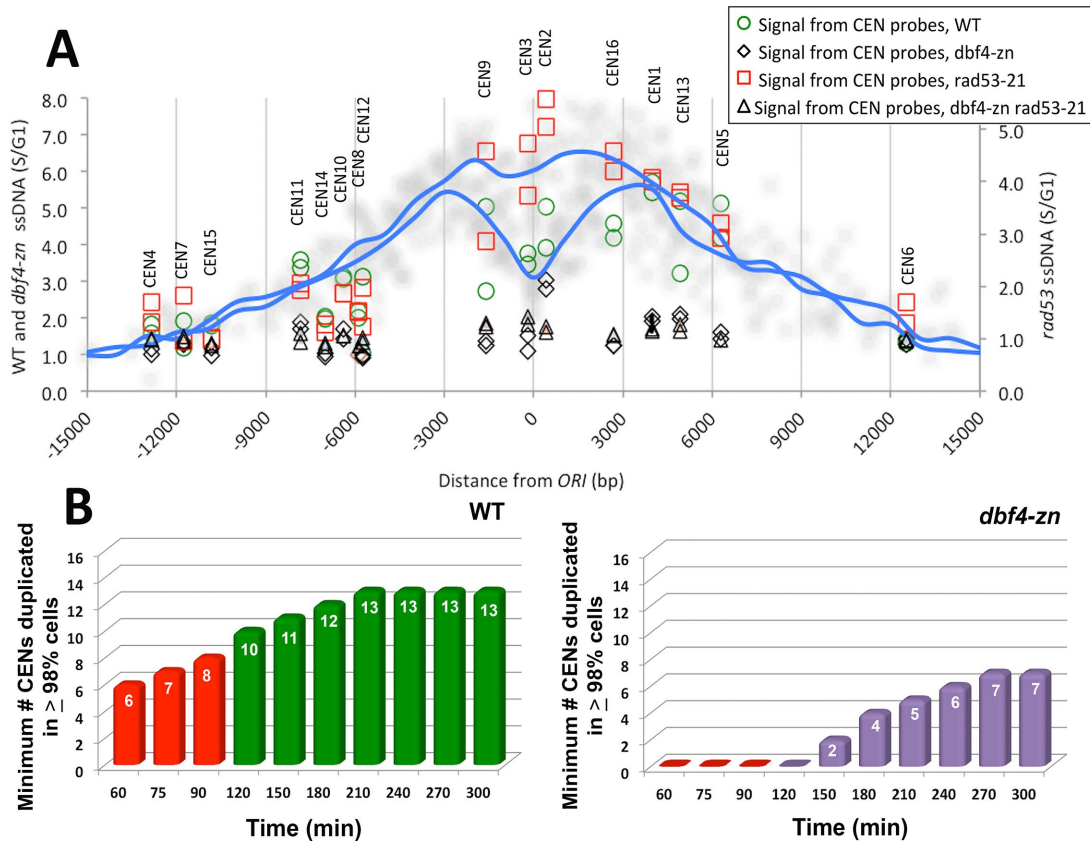 A
Signal from CEN probes, WT
Signal from CEN probes, dbf4-zn
Signal from CEN probes, rad53-21
Signal from CEN probes, dbf4-zn rad53-21
WT and dbf4-zn ssDNA (S/G1)
8.0
7.0
6.0
5.0
4.0
3.0
2.0
1.0
0.0
CEN4
CEN7
CEN15
CEN11
CEN14
CEN10
CEN8
CEN12
CEN9
CEN3
CEN2
CEN16
CEN1
CEN13
CEN5
CEN6
5.0
4.0
3.0
2.0
1.0
0.0
rad53 ssDNA (S/G1)
-15000
-12000
-9000
-6000
-3000
0
3000
6000
9000
12000
15000
Distance from ORI (bp)
B
WT
Minimum # CENs duplicated
in ≥ 98% cells
16
14
12
10
8
6
4
2
0
6
7
8
10
11
12
13
13
13
13
60
75
90
120
150
180
210
240
270
300
Time (min)
dbf4-zn
Minimum # CENs duplicated
in ≥ 98% cells
16
14
12
10
8
6
4
2
0
2
4
5
6
7
7
60
75
90
120
150
180
210
240
270
300
Time (min)